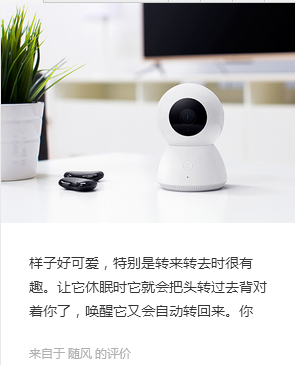 样子好可爱，特别是转来转去时很有
趣。让它休眠时它就会把头转过去背对
着你了，唤醒它又会自动转回来。你
来自于 随风 的评价